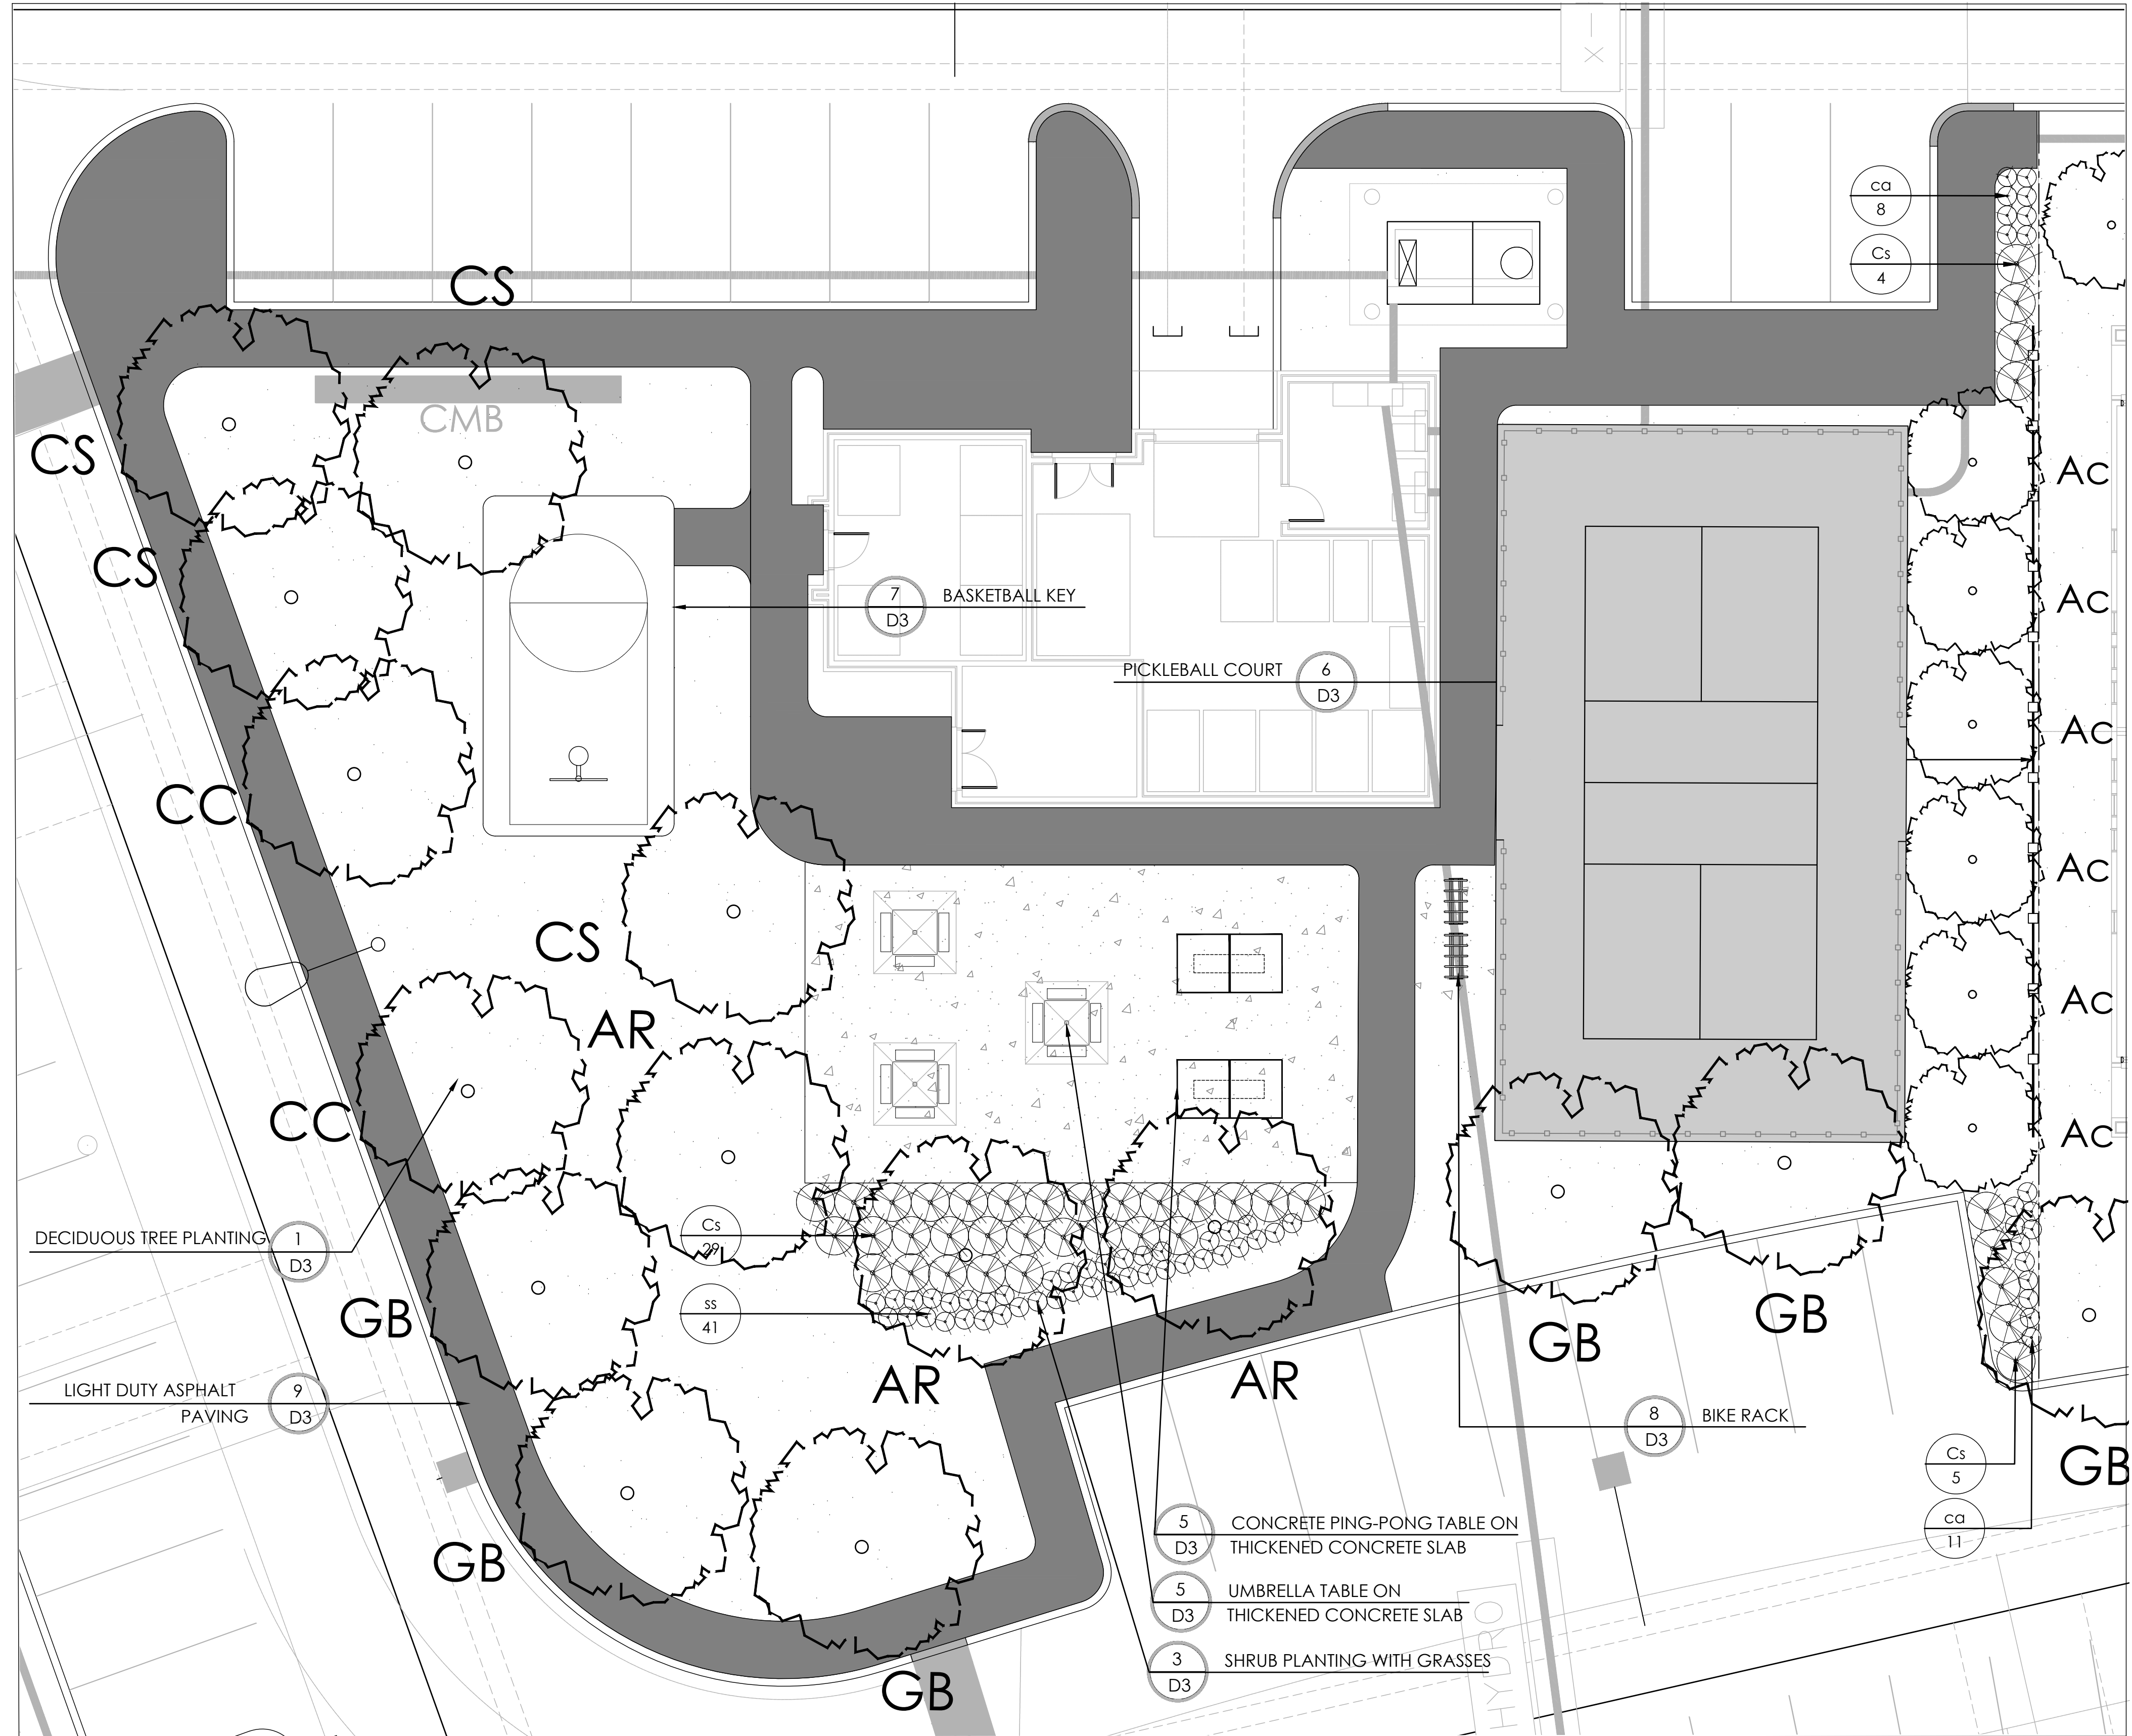 X
ca
8
CS
Cs
4
CMB
CS
Ac
CS
7
D3
BASKETBALL KEY
Ac
PICKLEBALL COURT
6
D3
Ac
CC
Ac
CS
Ac
AR
CC
Ac
Cs
29
DECIDUOUS TREE PLANTING
1
D3
ss
41
GB
GB
GB
AR
AR
LIGHT DUTY ASPHALT
PAVING
9
D3
8
D3
BIKE RACK
Cs
5
GB
ca
11
GB
5
D3
CONCRETE PING-PONG TABLE ON
THICKENED CONCRETE SLAB
5
D3
UMBRELLA TABLE ON
THICKENED CONCRETE SLAB
3
D3
SHRUB PLANTING WITH GRASSES
HYDRO
GB